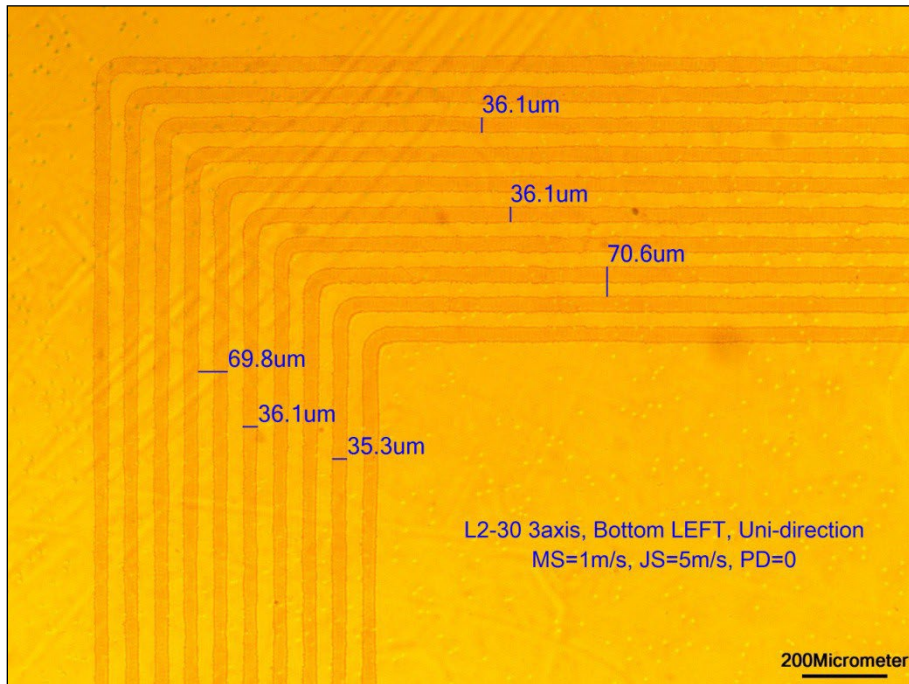 36.1um
36.1um
70.6um
69.8um
36.1um
35.3um
L2-30 3axis, Bottom LEFT, Uni-direction
MS=1m/s, JS=5m/s, PD=0
200Micrometer